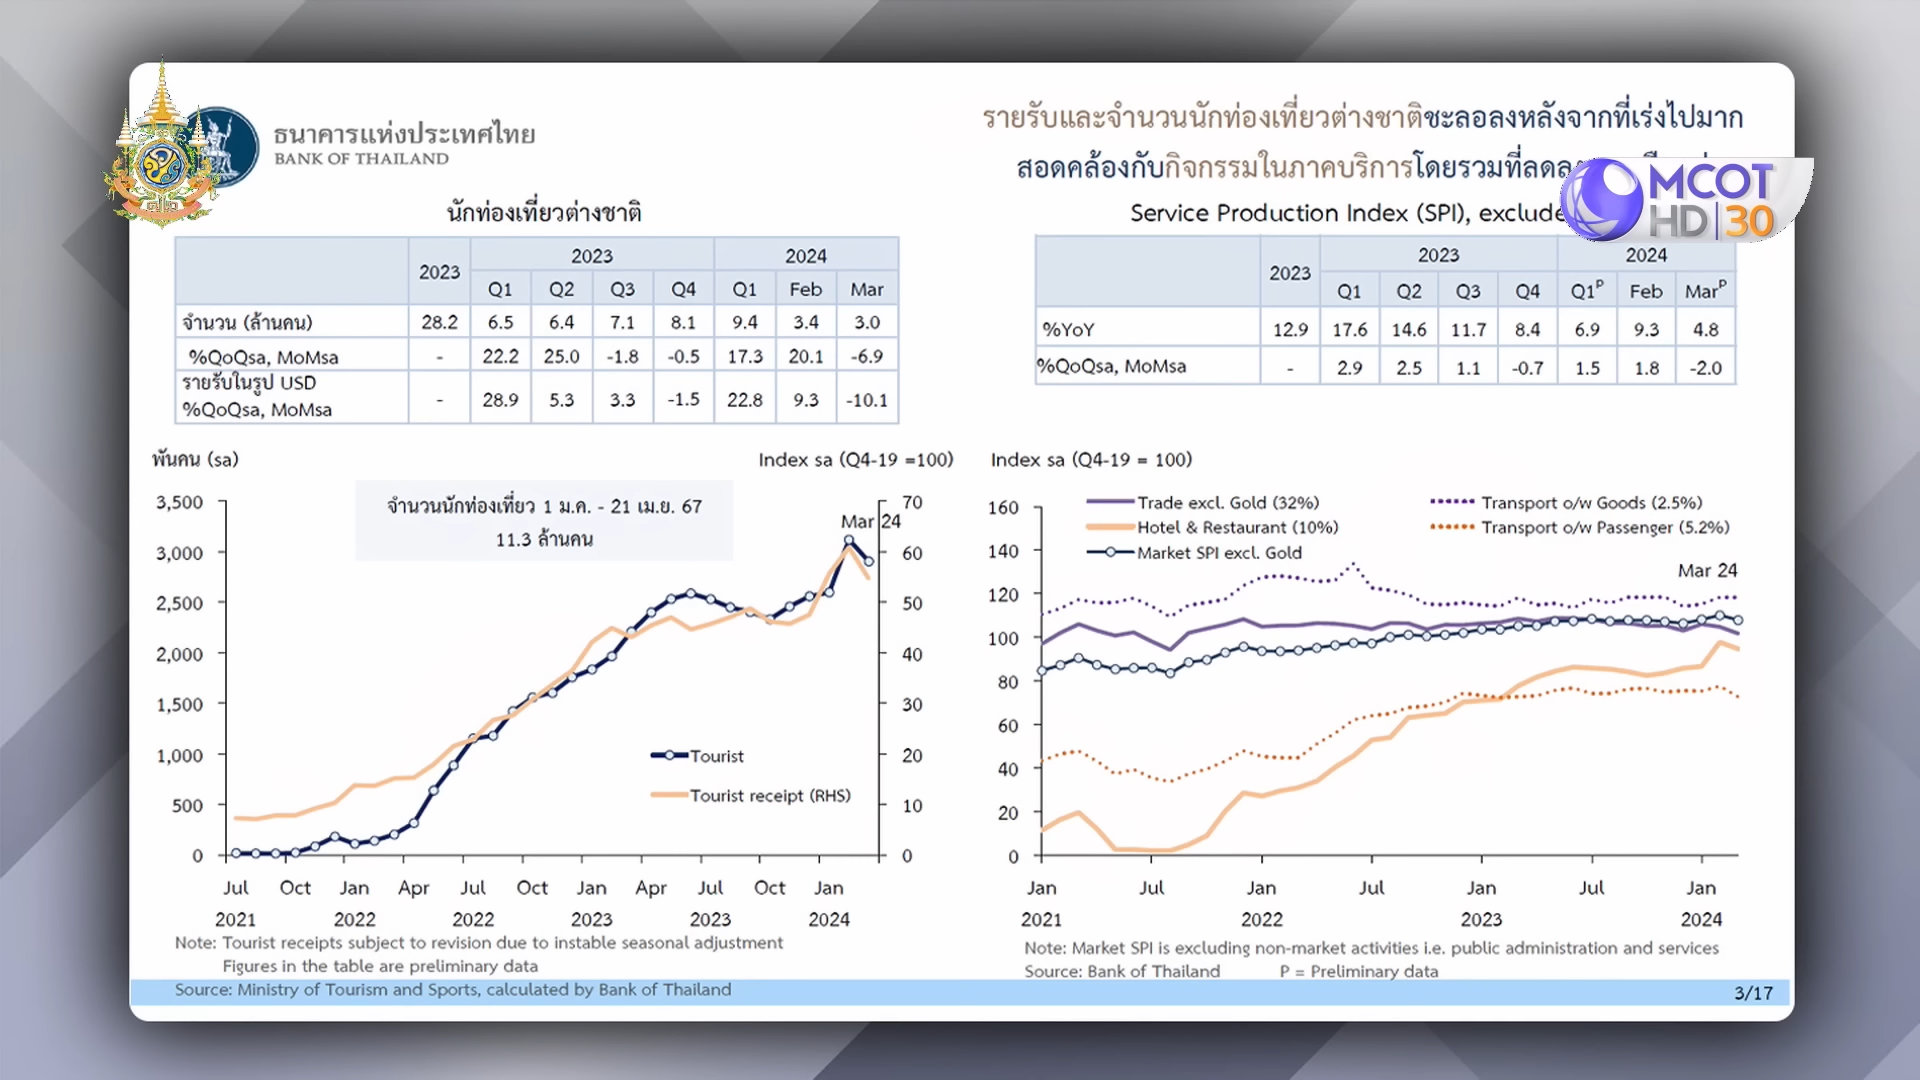 ธนาคารแห่งประเทศไทย
BANK OF THAILAND
รายรับและจำนวนนักท่องเที่ยวต่างชาติชะลอลงหลังจากที่เร่งไปมาก
สอดคล้องกับกิจกรรมในภาคบริการโดยรวมที่ลดลง
MCOT
HD 30
นักท่องเที่ยวต่างชาติ
2023 2023 2024
Q1 Q2 Q3 Q4 Q1 Feb Mar
จำนวน (ล้านคน) 28.2 6.5 6.4 7.1 8.1 9.4 3.4 3.0
%QoQsa, MoMsa - 22.2 25.0 -1.8 -0.5 17.3 20.1 -6.9
รายรับในรูป USD
%QoQsa, MoMsa - 28.9 5.3 3.3 -1.5 22.8 9.3 -10.1
Service Production Index (SPI),
2023 2023 2024
Q1 Q2 Q3 Q4 Q1P Feb MarP
%YoY 12.9 17.6 14.6 11.7 8.4 6.9 9.3 4.8
%QoQsa, MoMsa - 2.9 2.5 1.1 -0.7 1.5 1.8 -2.0
พันคน (sa) Index sa (Q4-19 =100)
จำนวนนักท่องเที่ยว 1 ม.ค. - 21 เม.ย. 67
11.3 ล้านคน
Mar 24
3,500 70
3,000 60
2,500 50
2,000 40
1,500 30
1,000 20
500 10
0 0
Tourist
Tourist receipt (RHS)
Jul Oct Jan Apr Jul Oct Jan Apr Jul Oct Jan
2021 2022 2022 2023 2023 2024
Note: Tourist receipts subject to revision due to instable seasonal adjustment
Figures in the table are preliminary data
Source: Ministry of Tourism and Sports, calculated by Bank of Thailand
Index sa (Q4-19 = 100)
Trade excl. Gold (32%) Transport o/w Goods (2.5%)
Hotel & Restaurant (10%) Transport o/w Passenger (5.2%)
Market SPI excl. Gold
Mar 24
160
140
120
100
80
60
40
20
0
Jan Jul Jan Jul Jan Jul Jan
2021 2022 2023 2024
Note: Market SPI is excluding non-market activities i.e. public administration and services
Source: Bank of Thailand P = Preliminary data
3/17